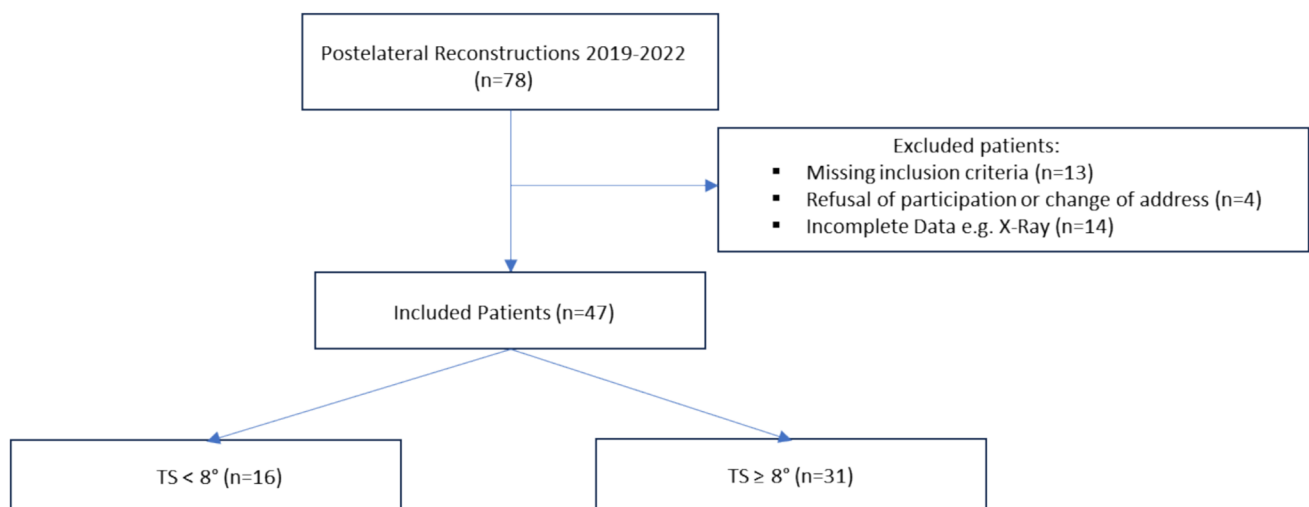 Postelateral Reconstructions 2019-2022
(n=78)
Excluded patients:
▪ Missing inclusion criteria (n=13)
▪ Refusal of participation or change of address (n=4)
▪ Incomplete Data e.g. X-Ray (n=14)
Included Patients (n=47)
TS < 8° (n=16)
TS ≥ 8° (n=31)